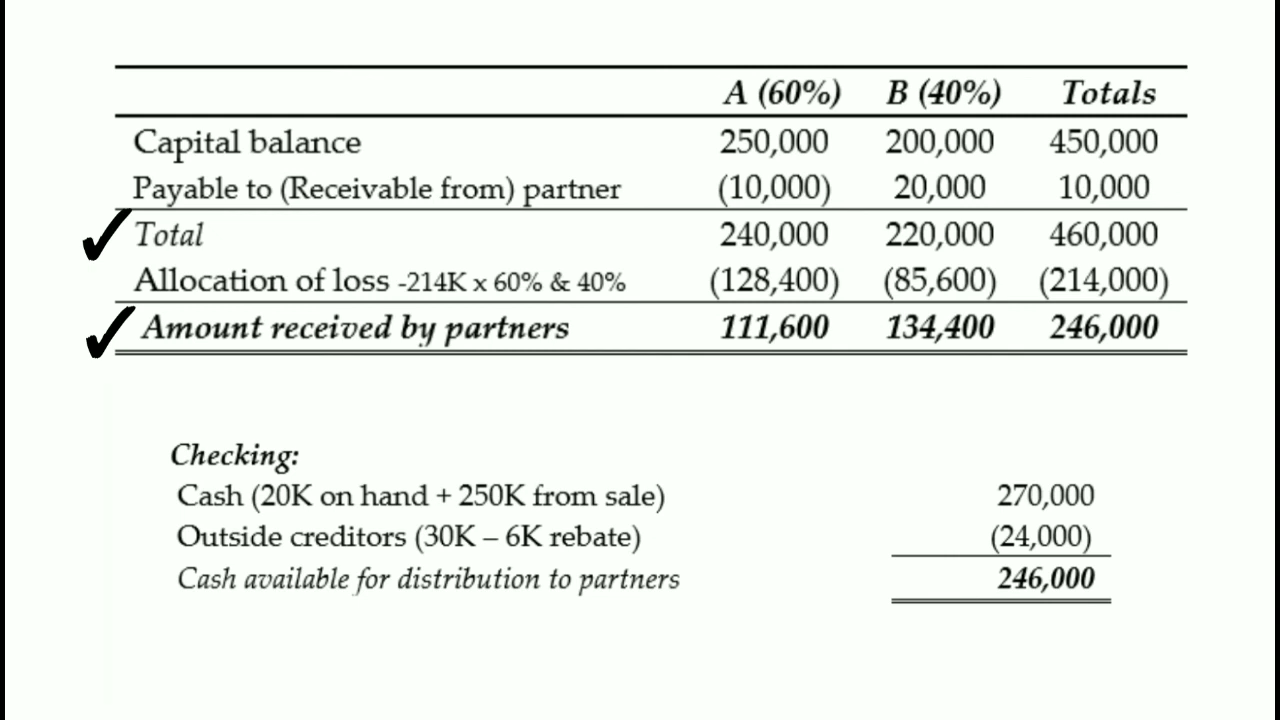 A (60%) B (40%) Totals
Capital balance 250,000 200,000 450,000
Payable to (Receivable from) partner (10,000) 20,000 10,000
Total 240,000 220,000 460,000
Allocation of loss -214K x 60% & 40% (128,400) (85,600) (214,000)
Amount received by partners 111,600 134,400 246,000
Checking:
Cash (20K on hand + 250K from sale) 270,000
Outside creditors (30K – 6K rebate) (24,000)
Cash available for distribution to partners 246,000